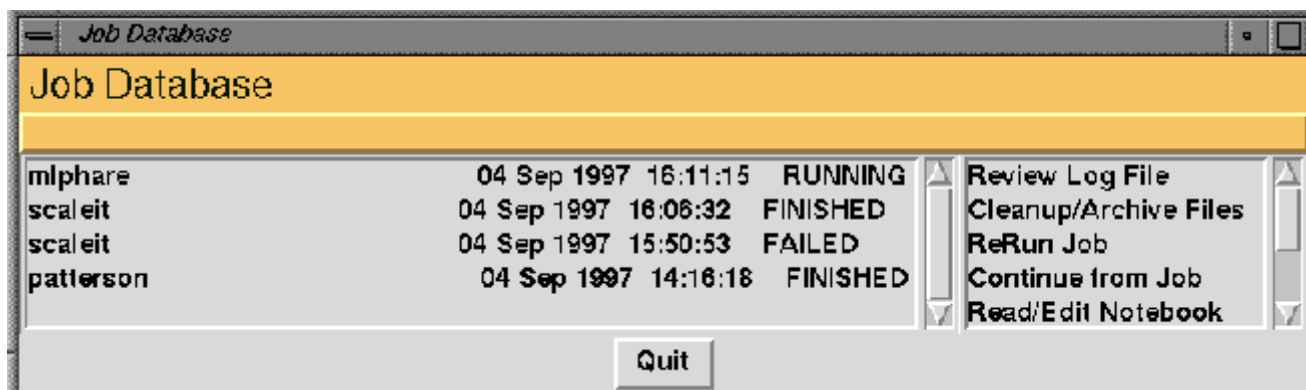 Job Database
Job Database
mlphare 04 Sep 1997 16:11:15 RUNNING
scaleit 04 Sep 1997 16:06:32 FINISHED
scaleit 04 Sep 1997 15:50:53 FAILED
patterson 04 Sep 1997 14:16:18 FINISHED
Review Log File
Cleanup/Archive Files
ReRun Job
Continue from Job
Read/Edit Notebook
Quit